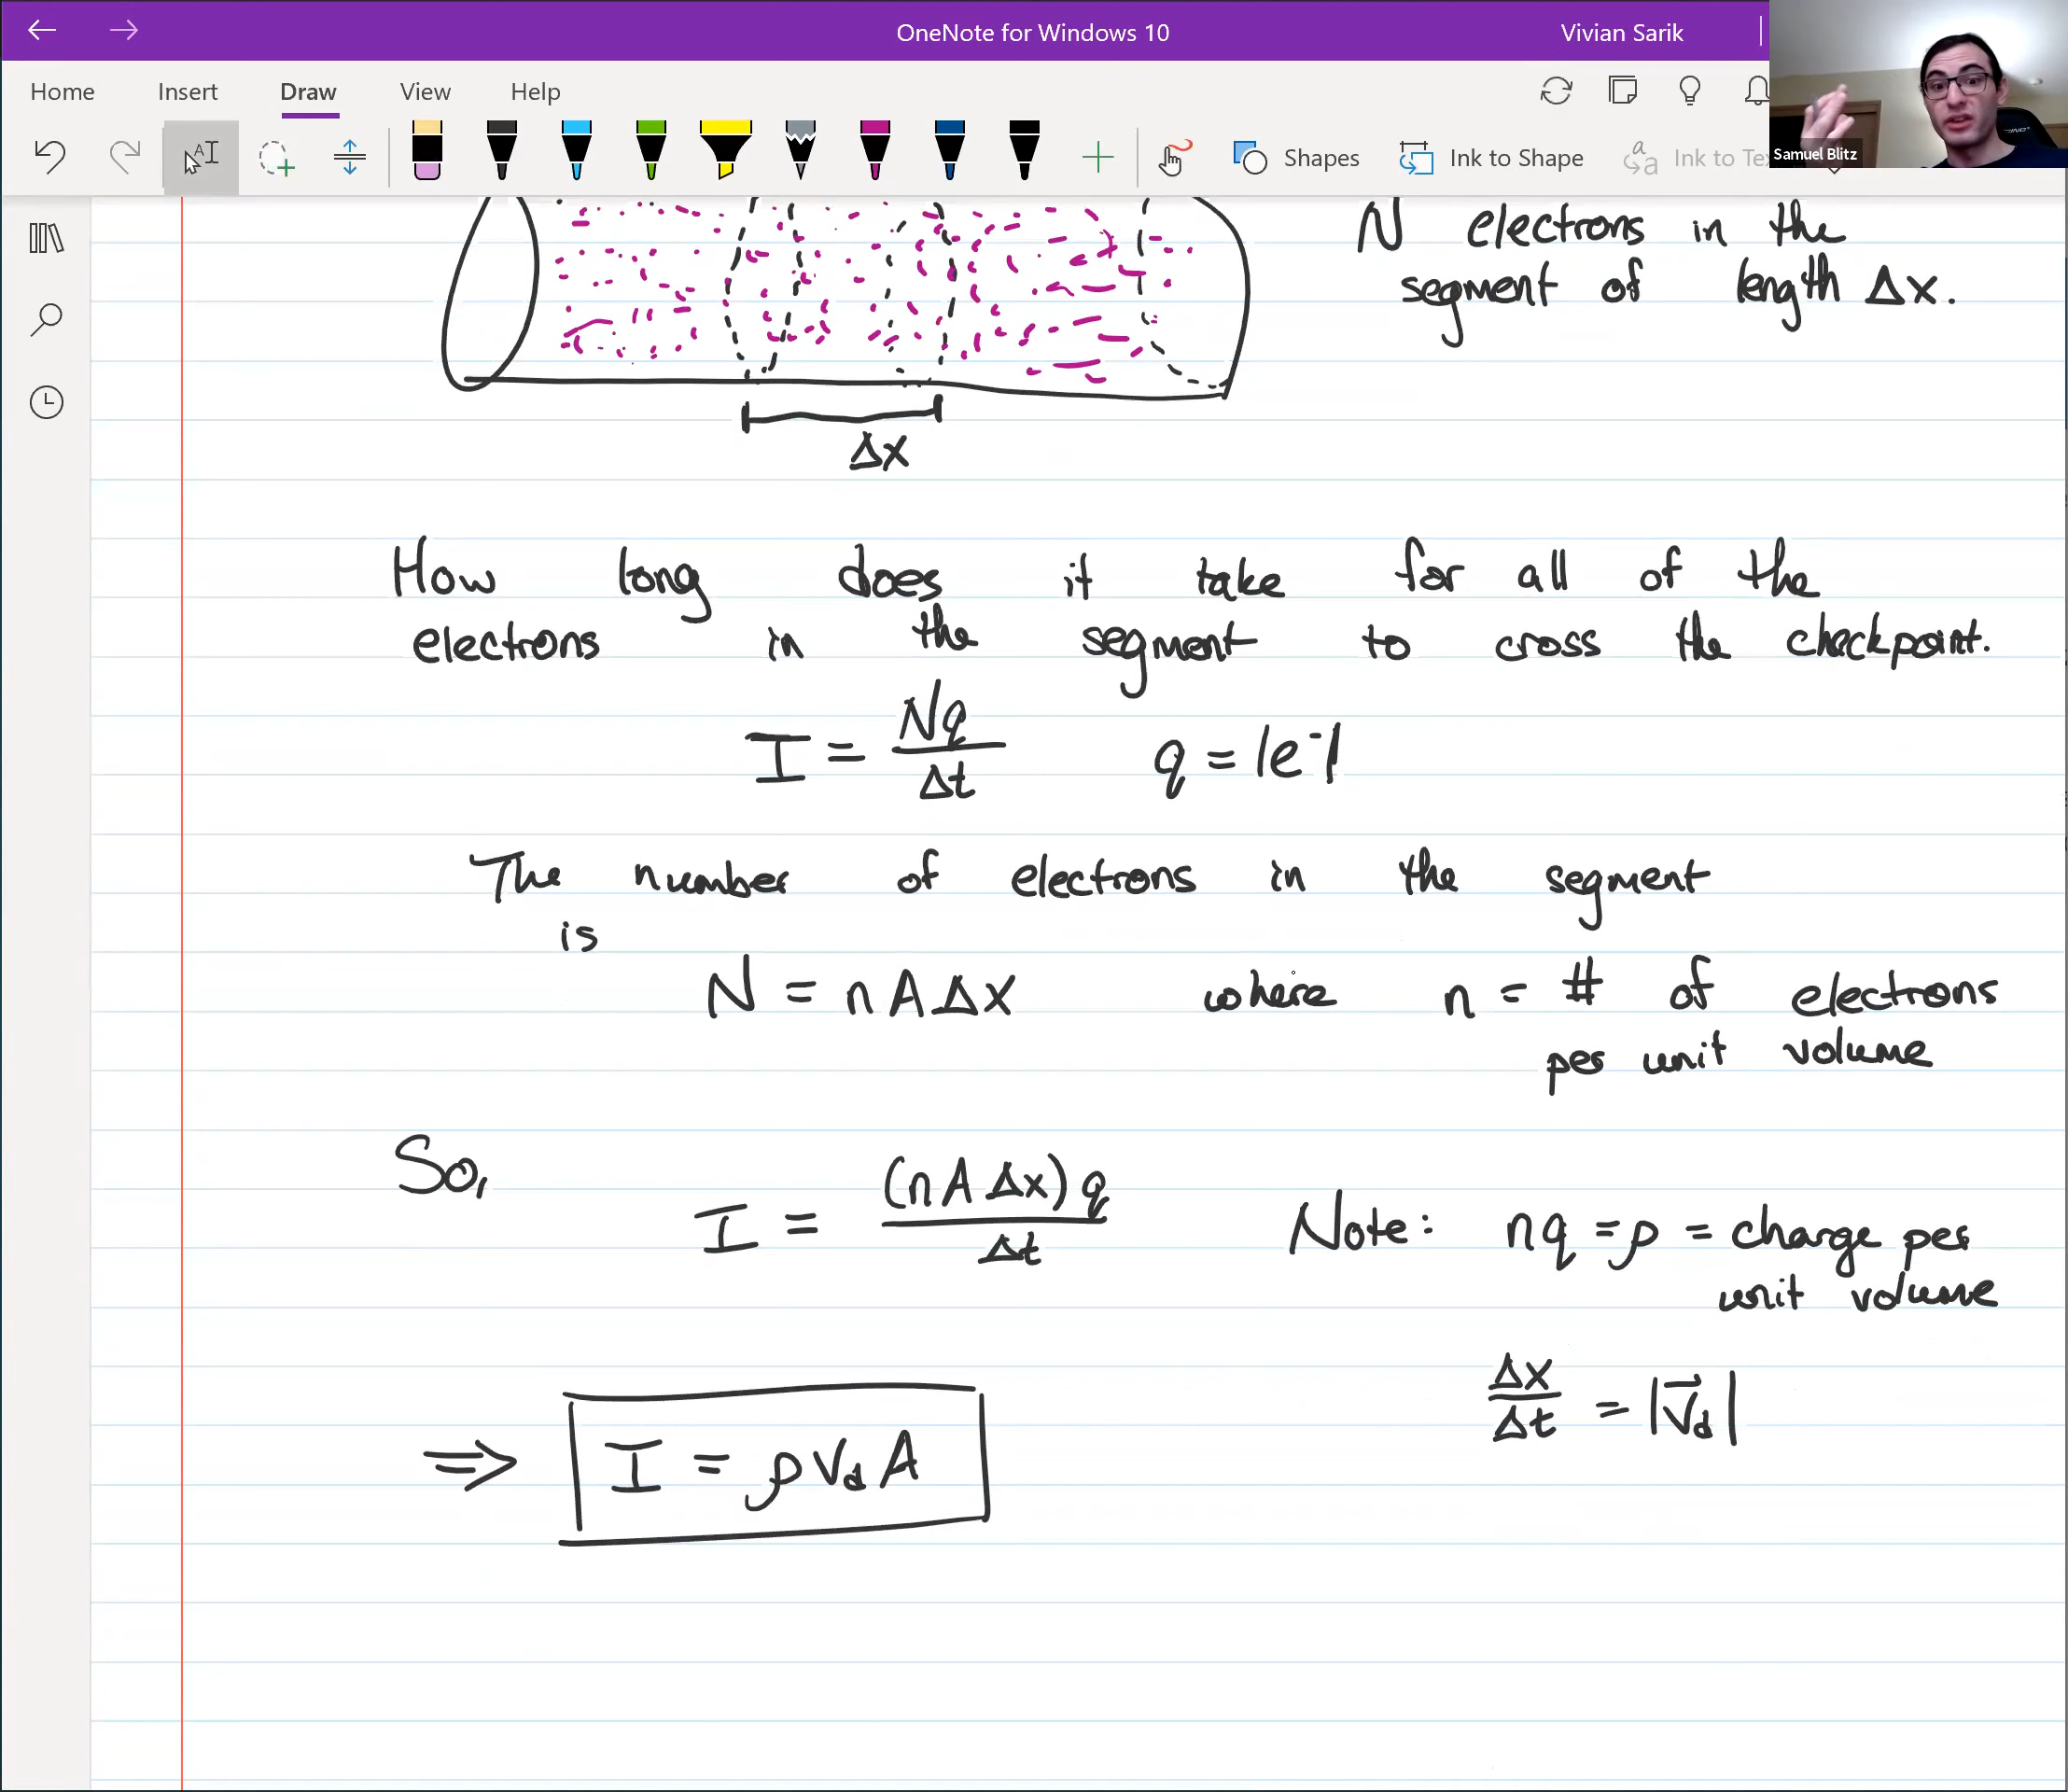 OneNote for Windows 10
Vivian Sarik
Home Insert Draw View Help
Shapes Ink to Shape Ink to Te
Samuel Blitz
N electrons in the
segment of length Δx.
Δx
How long does it take for all of the
electrons in the segment to cross the checkpoint.
I = Nq/Δt q = |e⁻|
The number of electrons in the segment
is
N = nAΔx where n = # of electrons
per unit volume
So, I = (nAΔx)q/Δt Note: nq = ρ = charge per
unit volume
Δx/Δt = |v⃗d|
⇒ I = ρvdA